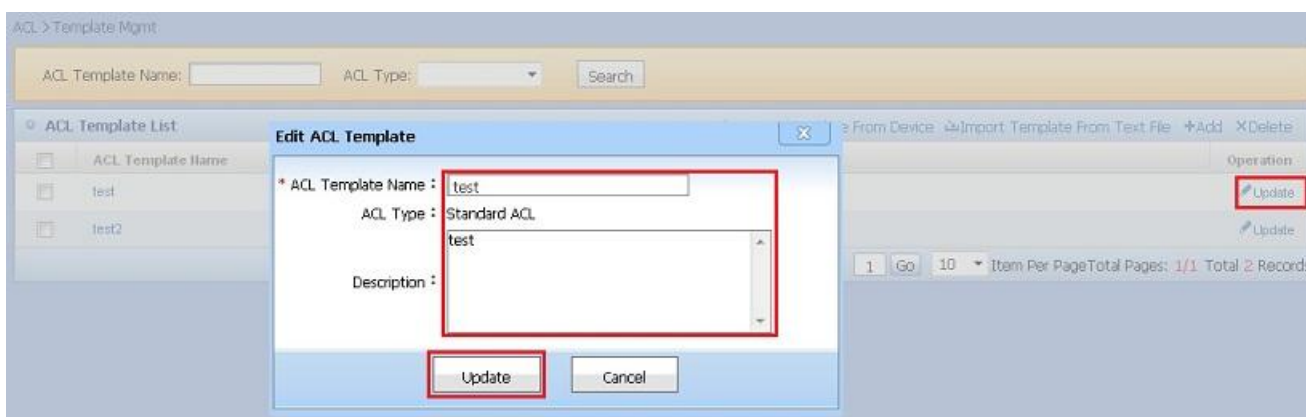 ACL > Template Mgmt
ACL Template Name: ACL Type: Search
ACL Template List
e From Device Import Template From Text File +Add ×Delete
ACL Template Name Operation
test Update
test2 Update
1 Go 10 Item Per PageTotal Pages: 1/1 Total 2 Records
Edit ACL Template
* ACL Template Name : test
ACL Type : Standard ACL
Description : test
Update Cancel